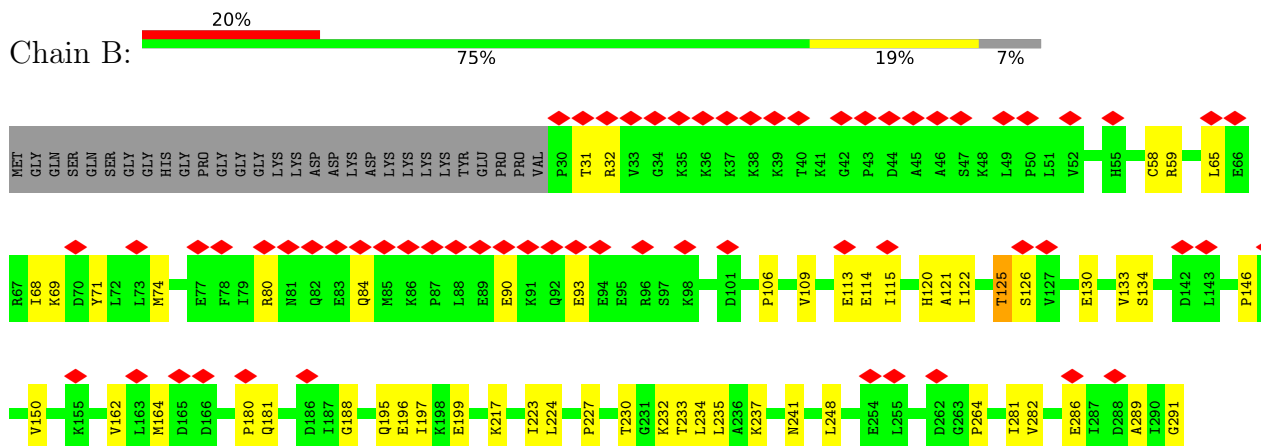 20%
Chain B:
75% 19% 7%
MET GLY GLN SER GLN SER GLY GLY HIS GLY PRO GLY GLY GLY LYS LYS ASP ASP LYS ASP LYS LYS LYS LYS TYR GLU PRO PRO VAL P30 T31 R32 V33 G34 K35 K36 K37 K38 K39 T40 K41 G42 P43 D44 A45 A46 S47 K48 L49 P50 L51 V52 H55 C58 R59 L65 E66
R67 I68 K69 D70 Y71 L72 L73 M74 E77 F78 I79 R80 N81 Q82 E83 Q84 M85 K86 P87 L88 E89 E90 K91 Q92 E93 E94 E95 R96 S97 K98 D101 P106 V109 E113 E114 I115 H120 A121 I122 T125 S126 V127 E130 V133 S134 D142 L143 P146
V150 K155 V162 L163 M164 D165 D166 P180 Q181 D186 I187 G188 Q195 E196 I197 K198 E199 K217 I223 L224 P227 T230 G231 K232 T233 L234 L235 A236 K237 N241 L248 E254 L255 D262 G263 P264 I281 V282 E286 I287 D288 A289 I290 G291